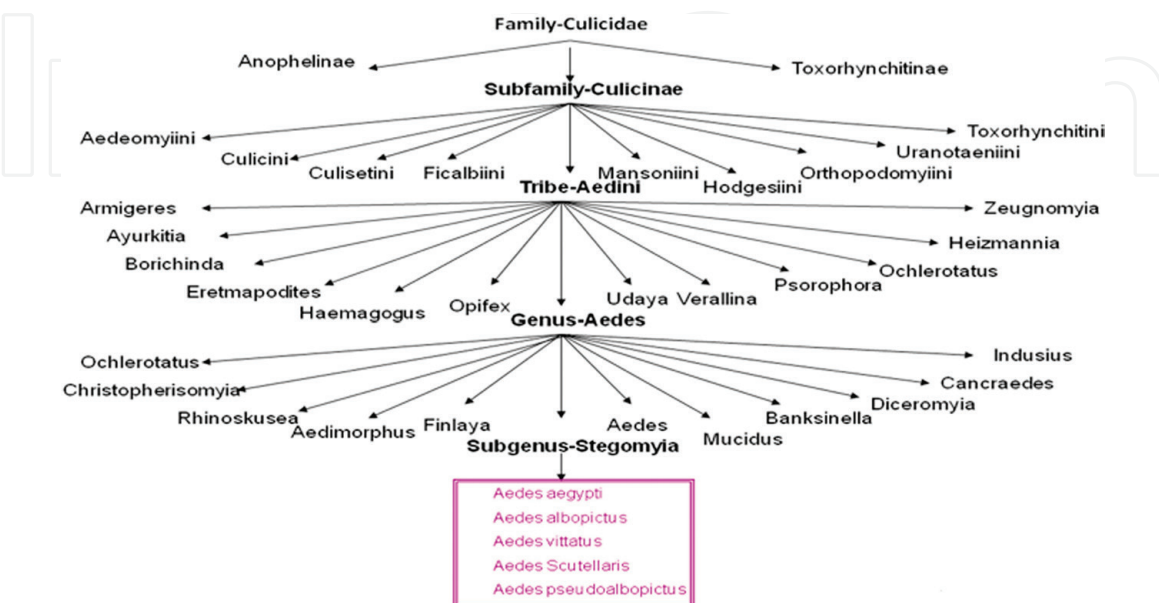 Family-Culicidae
Anophelinae
Toxorhynchitinae
Subfamily-Culicinae
Aedeomyiini
Culicini
Culisetini
Ficalbiini
Mansoniini
Hodgesiini
Orthopodomyiini
Uranotaeniini
Toxorhynchitini
Tribe-Aedini
Armigeres
Ayurkitia
Borichinda
Eretmapodites
Haemagogus
Opifex
Udaya
Verallina
Psorophora
Ochlerotatus
Heizmannia
Zeugnomyia
Genus-Aedes
Ochlerotatus
Christopherisomyia
Rhinoskusea
Aedimorphus
Finlaya
Aedes
Mucidus
Banksinella
Diceromyia
Cancraedes
Indusius
Subgenus-Stegomyia
Aedes aegypti
Aedes albopictus
Aedes vittatus
Aedes Scutellaris
Aedes pseudoalbopictus